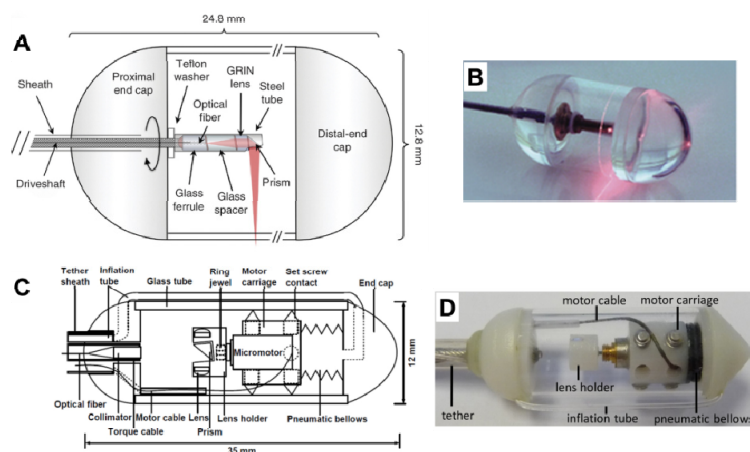 24.8 mm
A
Teflon
washer
GRIN
lens
Steel
tube
Proximal
end cap
Optical
fiber
Sheath
Distal-end
cap
12.8 mm
Driveshaft
Glass
ferrule
Glass
spacer
Prism
B
C
Tether
sheath
Inflation
tube
Glass tube
Ring
jewel
Motor
carriage
Set screw
contact
End cap
Micromotor
12 mm
Optical fiber
Collimator
Motor cable
Lens
Lens holder
Pneumatic bellows
Torque cable
Prism
35 mm
D
motor cable
motor carriage
lens holder
tether
inflation tube
pneumatic bellows